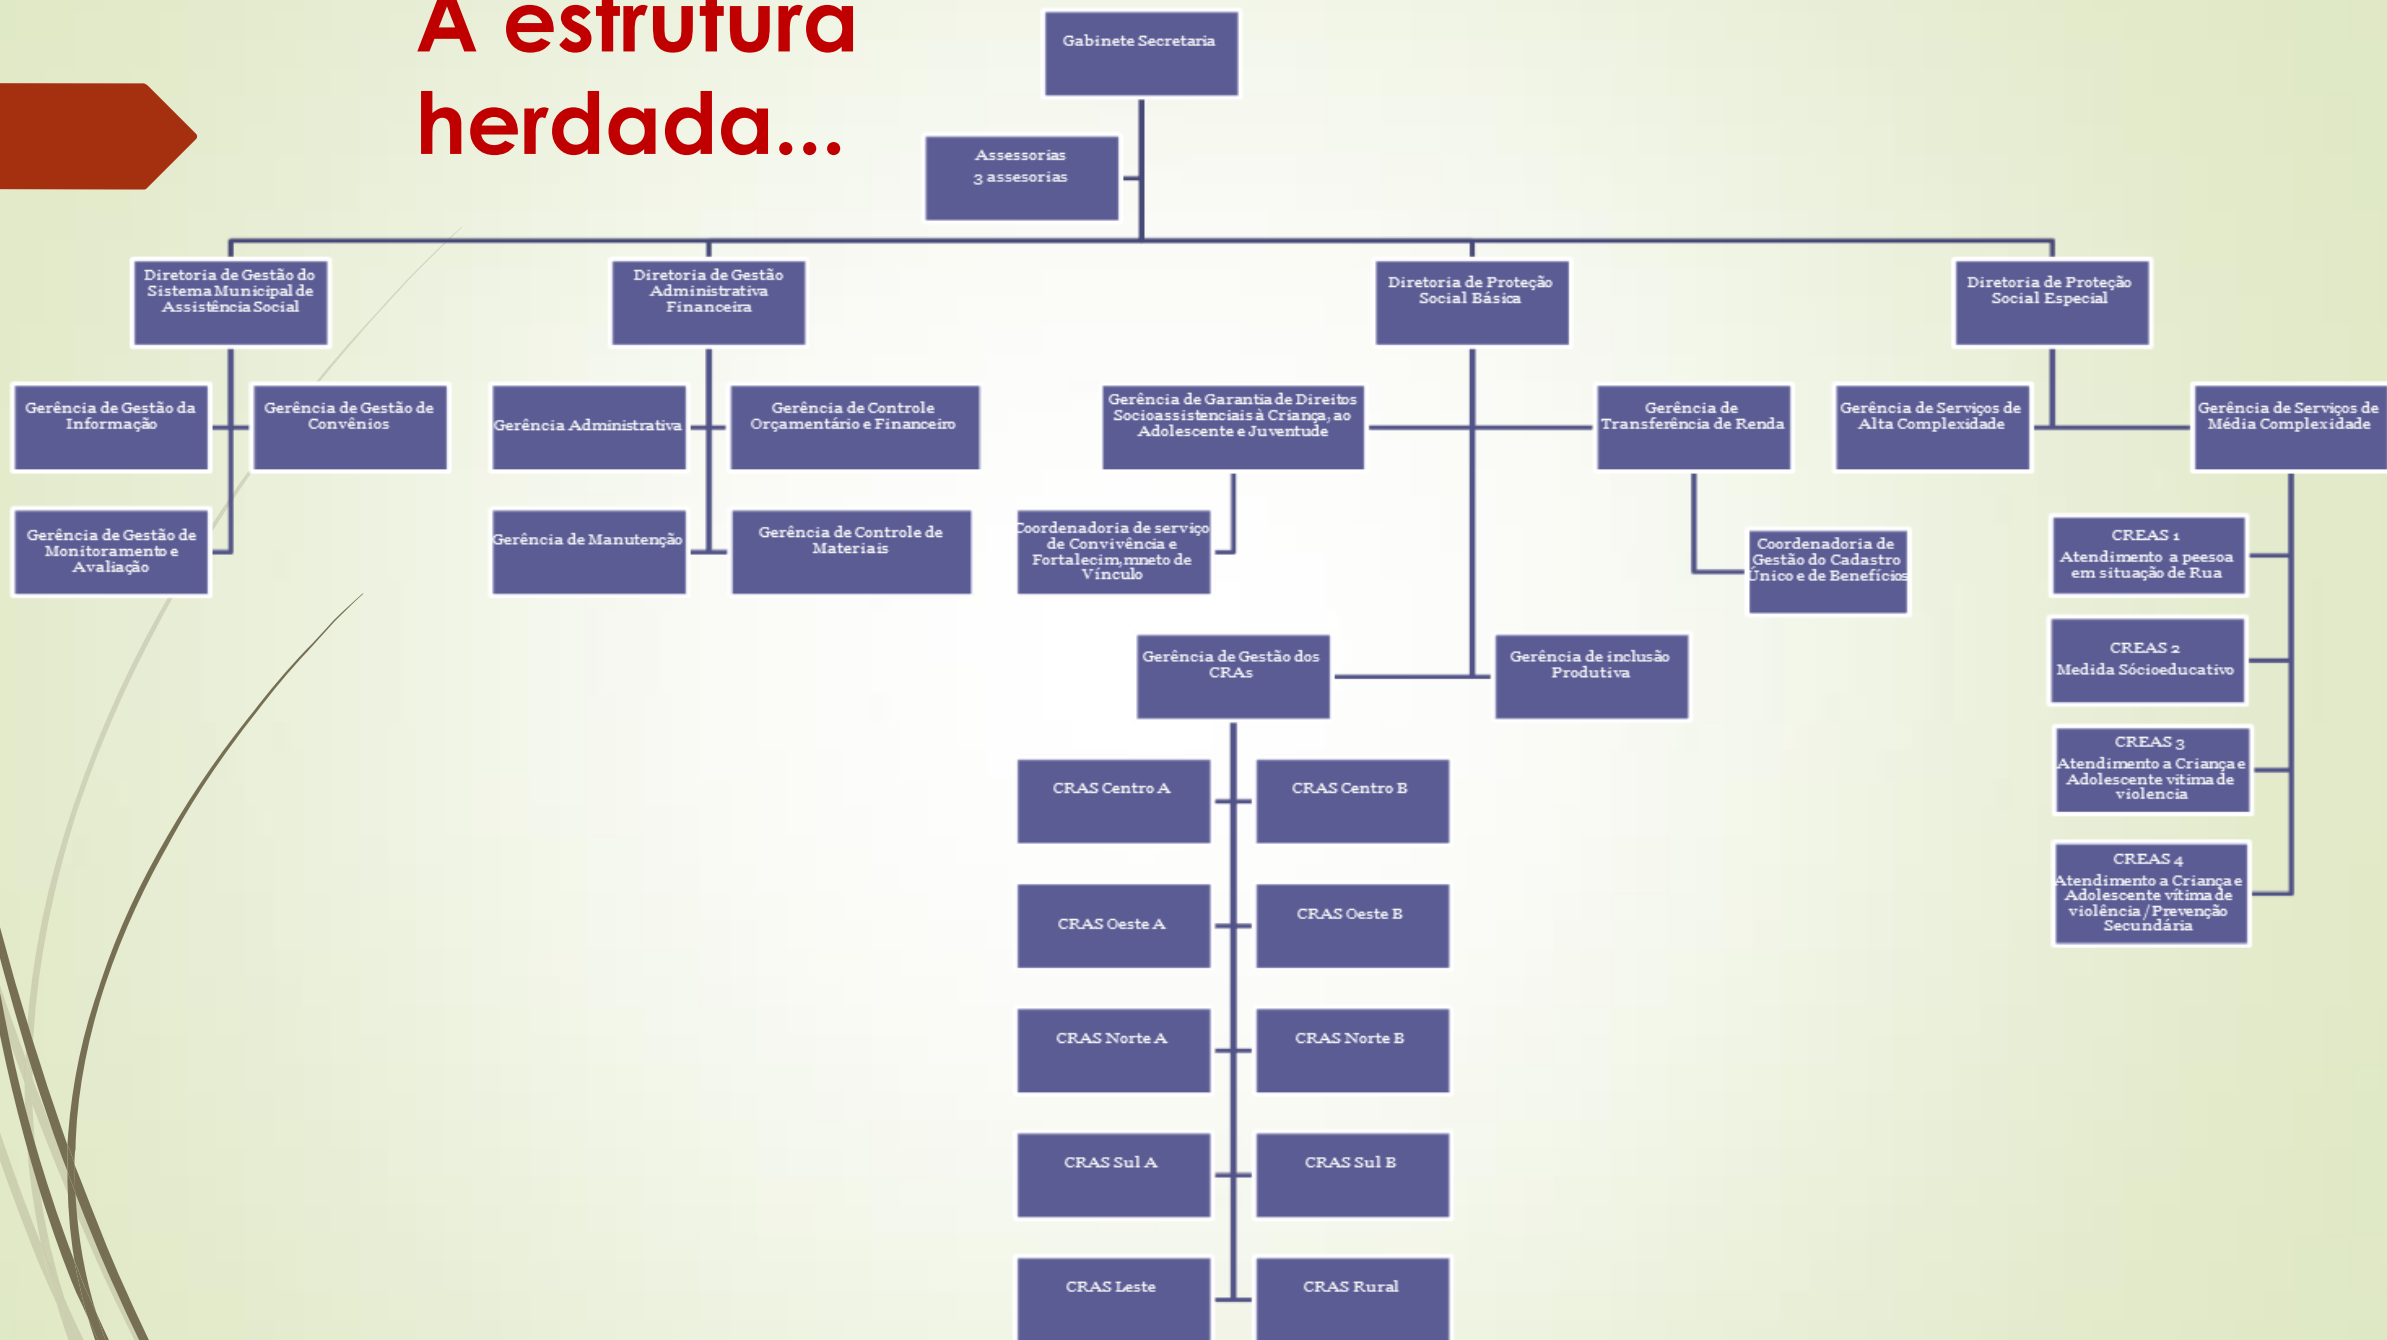 A estrutura
herdada...
Gabinete Secretaria
Assessorias
3 assesorias
Diretoria de Gestão do
Sistema Municipal de
Assistência Social
Diretoria de Gestão
Administrativa
Financeira
Diretoria de Proteção
Social Básica
Diretoria de Proteção
Social Especial
Gerência de Gestão da
Informação
Gerência de Gestão de
Convênios
Gerência Administrativa
Gerência de Controle
Orçamentário e Financeiro
Gerência de Garantia de Direitos
Socioassistenciais à Criança, ao
Adolescente e Juventude
Gerência de
Transferência de Renda
Gerência de Serviços de
Alta Complexidade
Gerência de Serviços de
Média Complexidade
Gerência de Gestão de
Monitoramento e
Avaliação
Gerência de Manutenção
Gerência de Controle de
Materiais
Coordenadoria de serviço
de Convivência e
Fortalecim,mneto de
Vínculo
Coordenadoria de
Gestão do Cadastro
Único e de Benefícios
CREAS 1
Atendimento a peesoa
em situação de Rua
CREAS 2
Medida Sócioeducativo
CREAS 3
Atendimento a Criança e
Adolescente vitima de
violencia
CREAS 4
Atendimento a Criança e
Adolescente vítima de
violência / Prevenção
Secundária
Gerência de Gestão dos
CRAs
Gerência de inclusão
Produtiva
CRAS Centro A
CRAS Centro B
CRAS Oeste A
CRAS Oeste B
CRAS Norte A
CRAS Norte B
CRAS Sul A
CRAS Sul B
CRAS Leste
CRAS Rural